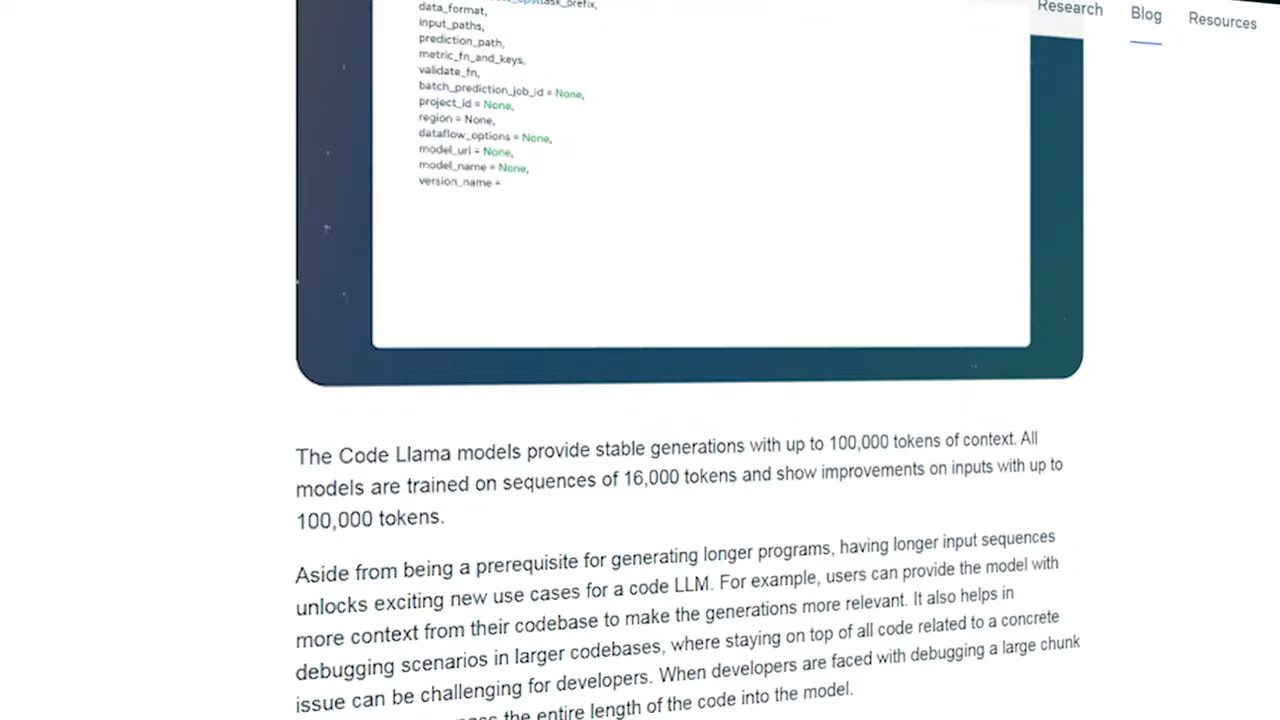 Research Blog Resources
data_format,
input_paths,
prediction_path,
metric_fn_and_keys,
validate_fn,
batch_prediction_job_id = None,
project_id = None,
region = None,
dataflow_options = None,
model_uri = None,
model_name = None,
version_name =
The Code Llama models provide stable generations with up to 100,000 tokens of context. All
models are trained on sequences of 16,000 tokens and show improvements on inputs with up to
100,000 tokens.
Aside from being a prerequisite for generating longer programs, having longer input sequences
unlocks exciting new use cases for a code LLM. For example, users can provide the model with
more context from their codebase to make the generations more relevant. It also helps in
debugging scenarios in larger codebases, where staying on top of all code related to a concrete
issue can be challenging for developers. When developers are faced with debugging a large chunk
the entire length of the code into the model.